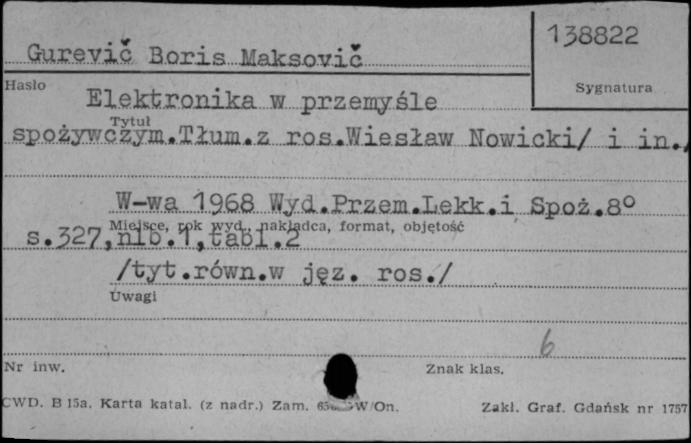 138822
Gurevič Boris Maksovič
Hasło
Sygnatura
Elektronika w przemyśle
Tytuł
spożywczym.Tłum.z ros.Wiesław Nowicki/ i in./
W-wa 1968 Wyd.Przem.Lekk.i Spoż.8°
Miejsce, rok wyd., nakładca, format, objętość
s.327,nlb.1,tabl.2
/tyt.równ.w jęz. ros./
Uwagi
6
Nr inw.
Znak klas.
CWD. B 15a. Karta katal. (z nadr.) Zam. W/On.
Zakł. Graf. Gdańsk nr 1757